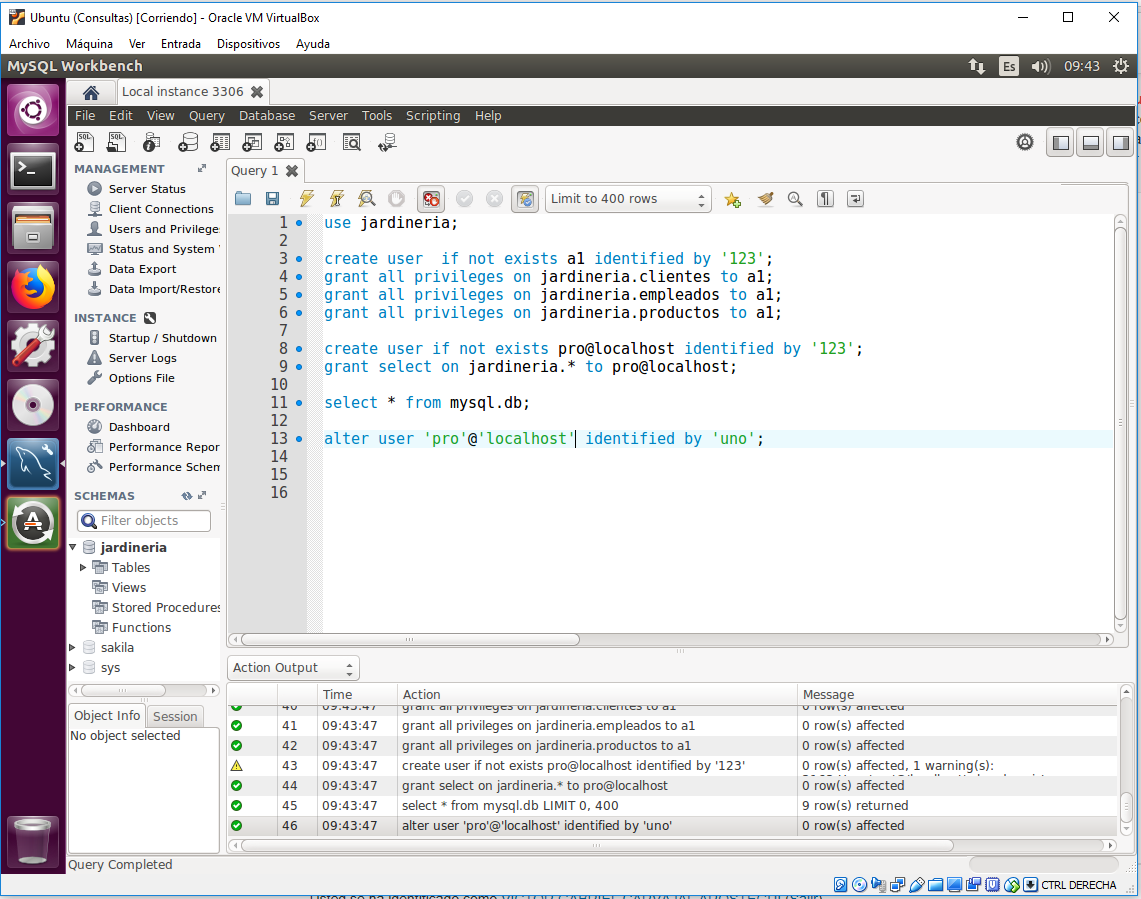 Ubuntu (Consultas) [Corriendo] - Oracle VM VirtualBox
Archivo Máquina Ver Entrada Dispositivos Ayuda
MySQL Workbench Es 09:43
Local instance 3306
File Edit View Query Database Server Tools Scripting Help
MANAGEMENT
Server Status
Client Connections
Users and Privilege
Status and System
Data Export
Data Import/Restore
INSTANCE
Startup / Shutdown
Server Logs
Options File
PERFORMANCE
Dashboard
Performance Repor
Performance Schem
SCHEMAS
Filter objects
jardineria
Tables
Views
Stored Procedures
Functions
sakila
sys
Object Info Session
No object selected
Query 1
Limit to 400 rows
1 use jardineria;
2
3 create user  if not exists a1 identified by '123';
4 grant all privileges on jardineria.clientes to a1;
5 grant all privileges on jardineria.empleados to a1;
6 grant all privileges on jardineria.productos to a1;
7
8 create user if not exists pro@localhost identified by '123';
9 grant select on jardineria.* to pro@localhost;
10
11 select * from mysql.db;
12
13 alter user 'pro'@'localhost' identified by 'uno';
14
15
16
Action Output
Time Action Message
40 09:43:47 grant all privileges on jardineria.clientes to a1 0 row(s) affected
41 09:43:47 grant all privileges on jardineria.empleados to a1 0 row(s) affected
42 09:43:47 grant all privileges on jardineria.productos to a1 0 row(s) affected
43 09:43:47 create user if not exists pro@localhost identified by '123' 0 row(s) affected, 1 warning(s):
44 09:43:47 grant select on jardineria.* to pro@localhost 0 row(s) affected
45 09:43:47 select * from mysql.db LIMIT 0, 400 9 row(s) returned
46 09:43:47 alter user 'pro'@'localhost' identified by 'uno' 0 row(s) affected
Query Completed
CTRL DERECHA